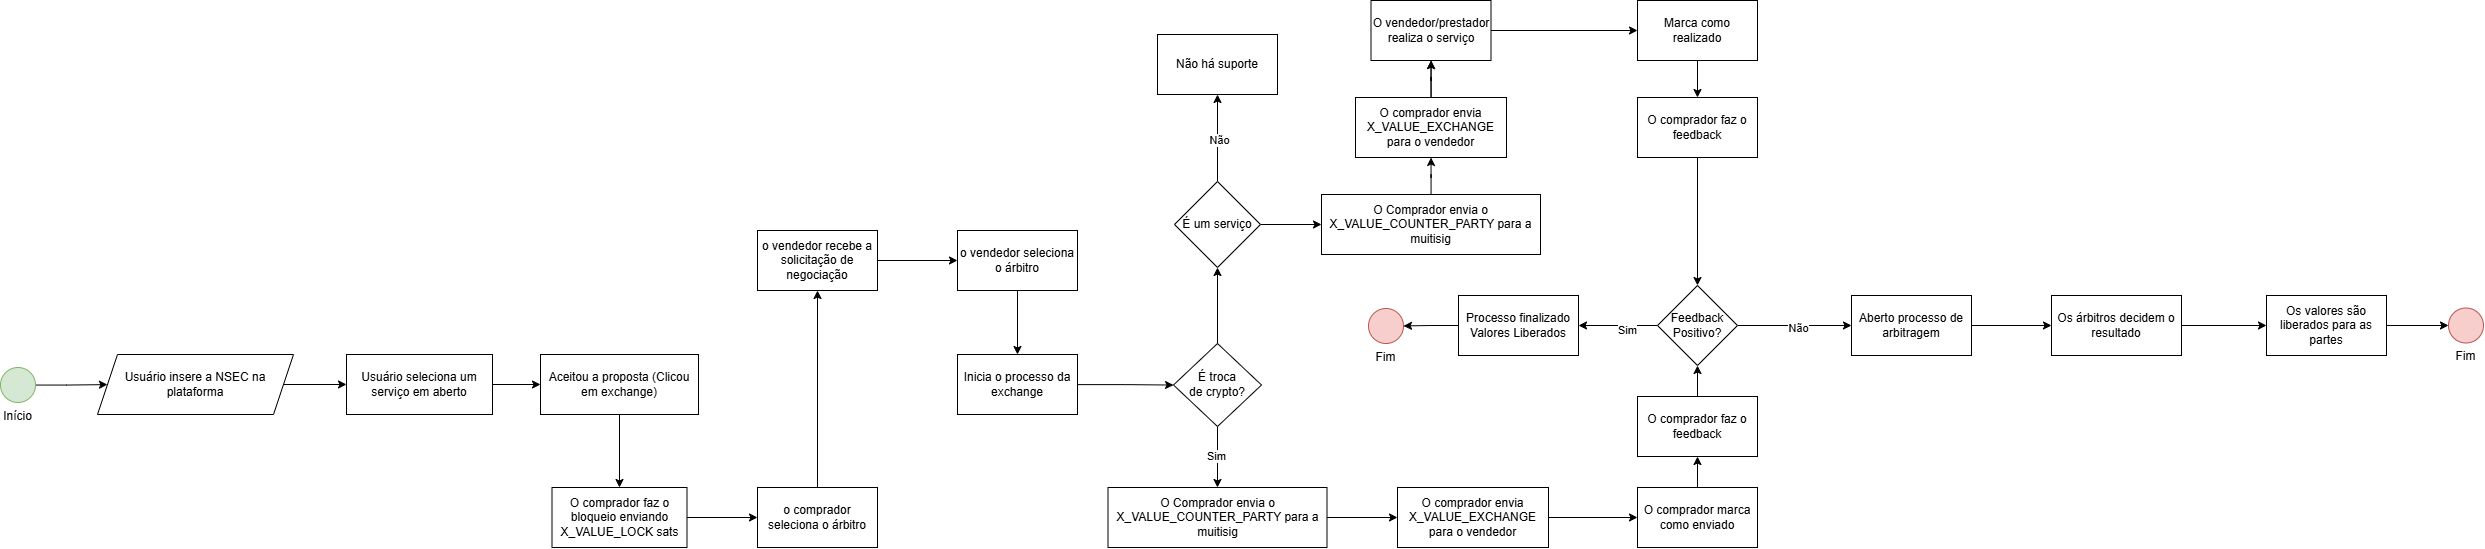 Início
Usuário insere a NSEC na
plataforma
Usuário seleciona um
serviço em aberto
Aceitou a proposta (Clicou
em exchange)
O comprador faz o
bloqueio enviando
X_VALUE_LOCK sats
o comprador
seleciona o árbitro
o vendedor recebe a
solicitação de
negociação
o vendedor seleciona
o árbitro
Inicia o processo da
exchange
É troca
de crypto?
É um serviço
Não
Não há suporte
O Comprador envia o
X_VALUE_COUNTER_PARTY para a
muitisig
O comprador envia
X_VALUE_EXCHANGE
para o vendedor
O vendedor/prestador
realiza o serviço
Marca como
realizado
O comprador faz o
feedback
Sim
O Comprador envia o
X_VALUE_COUNTER_PARTY para a
muitisig
O comprador envia
X_VALUE_EXCHANGE
para o vendedor
O comprador marca
como enviado
O comprador faz o
feedback
Feedback
Positivo?
Sim
Processo finalizado
Valores Liberados
Fim
Não
Aberto processo de
arbitragem
Os árbitros decidem o
resultado
Os valores são
liberados para as
partes
Fim